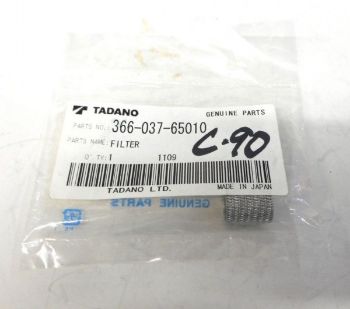 TADANO GENUINE PARTS
PARTS NO.: 366-037-65010
PARTS NAME: FILTER C-90
Q'TY: 1 1109
TADANO LTD. MADE IN JAPAN
GENUINE PARTS